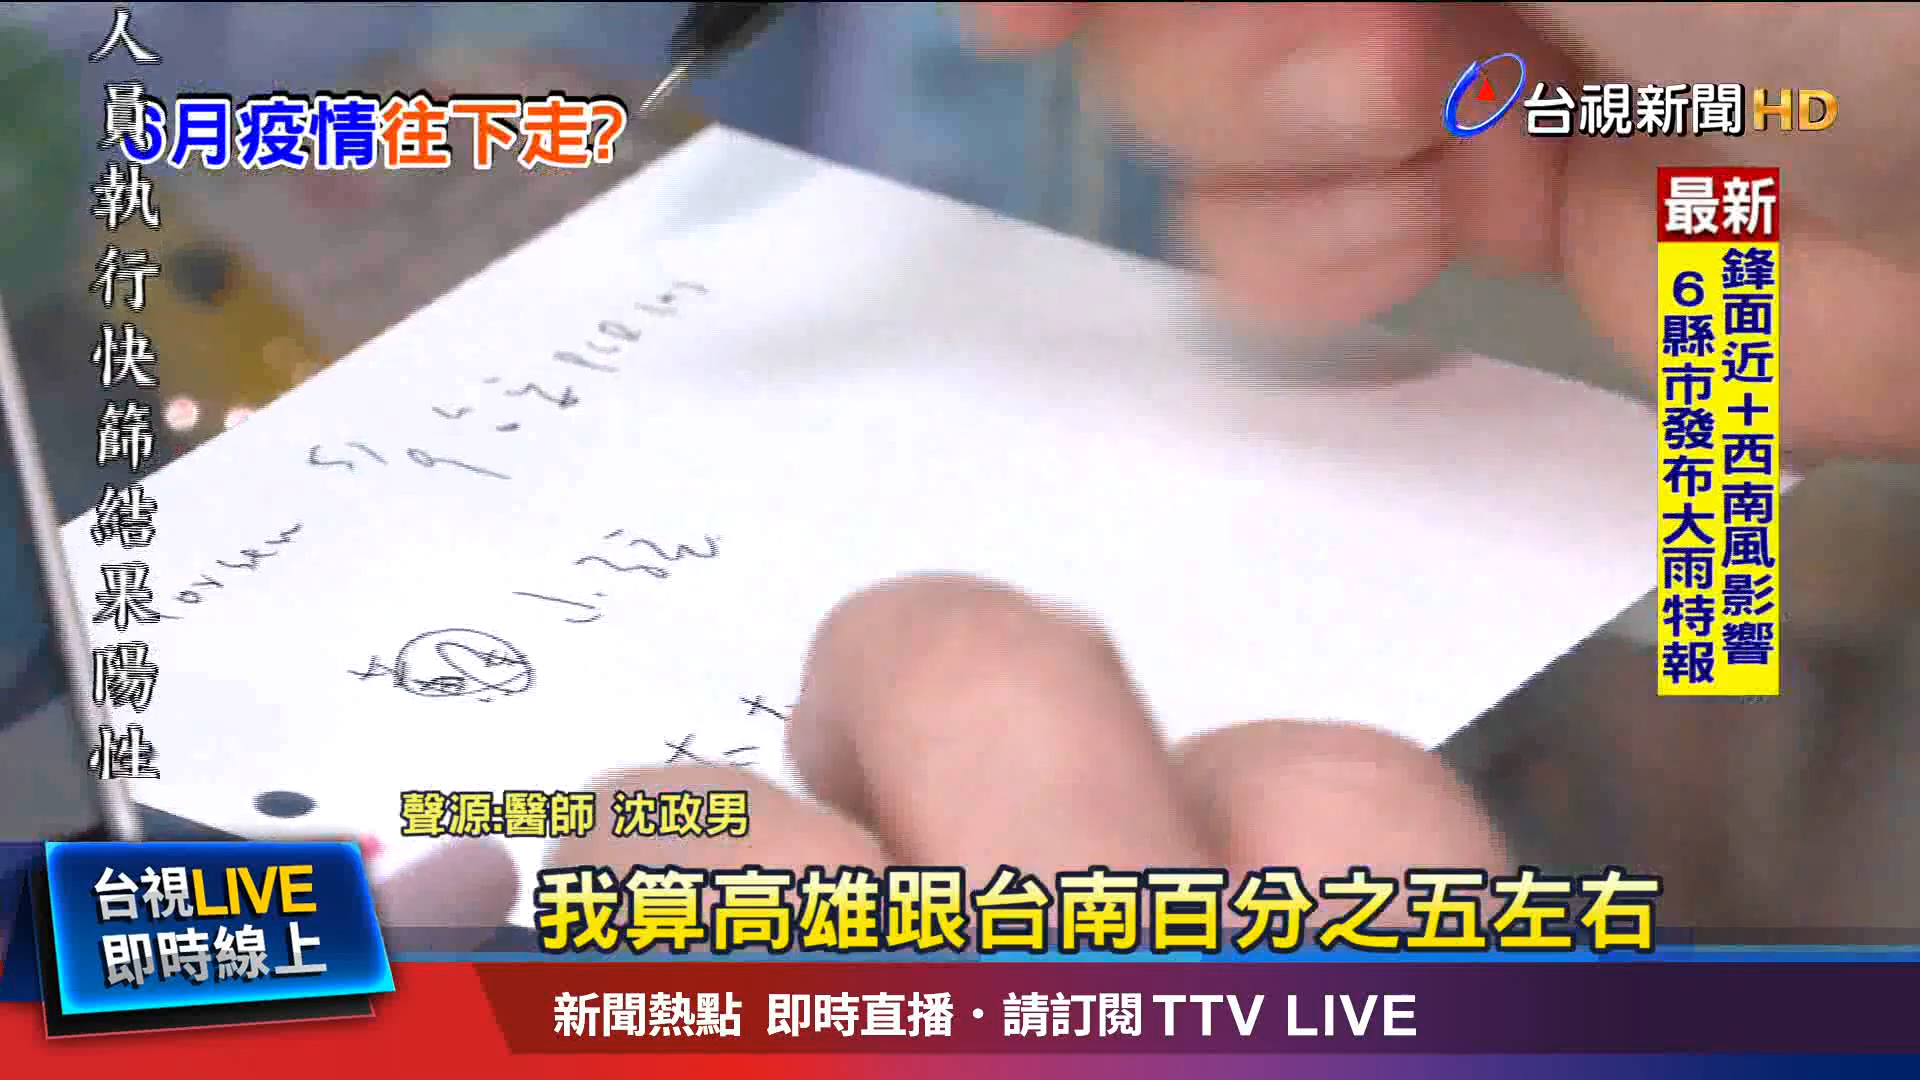 人員執行快篩結果陽性
6月疫情往下走?
台視新聞HD
最新
鋒面近+西南風影響
6縣市發布大雨特報
聲源:醫師 沈政男
我算高雄跟台南百分之五左右
台視LIVE
即時線上
新聞熱點 即時直播·請訂閱TTV LIVE